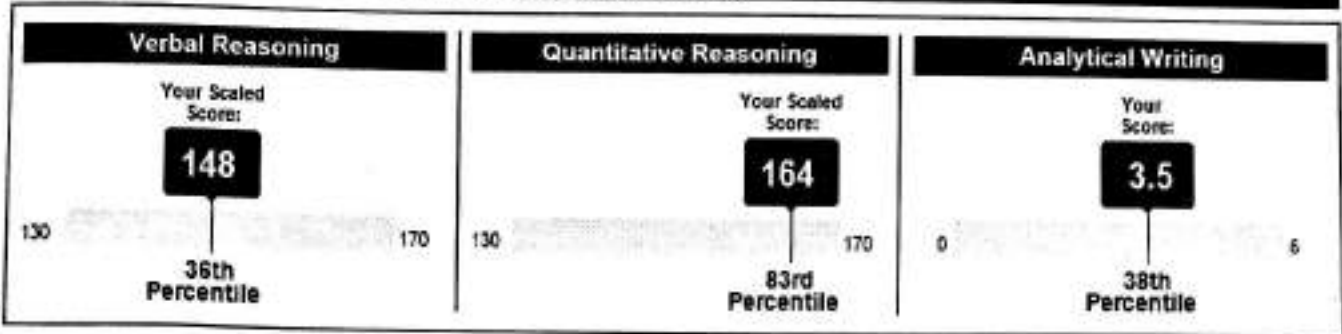 Verbal Reasoning
Your Scaled
Score:
148
130
170
36th
Percentile
Quantitative Reasoning
Your Scaled
Score:
164
130
170
83rd
Percentile
Analytical Writing
Your
Score:
3.5
0
6
38th
Percentile